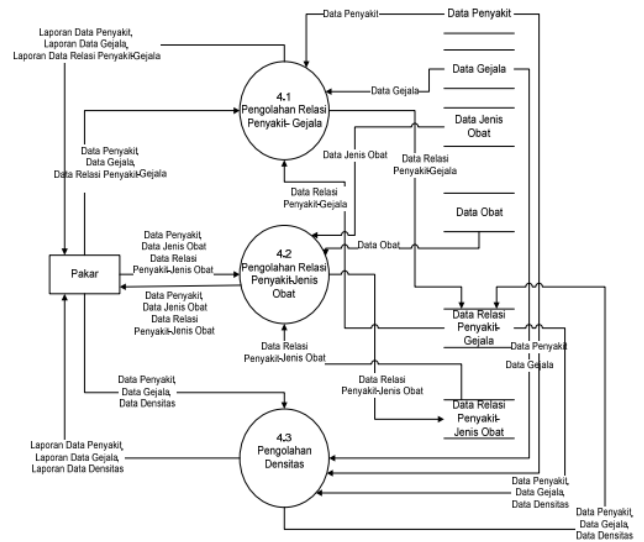 Laporan Data Penyakit,
Laporan Data Gejala,
Laporan Data Relasi Penyakit-Gejala
Data Penyakit
Data Penyakit
4.1
Pengolahan Relasi
Penyakit- Gejala
Data Gejala
Data Gejala
Data Jenis
Obat
Data Penyakit,
Data Gejala,
Data Relasi Penyakit-Gejala
Data Jenis Obat
Data Relasi
Penyakit-Gejala
Data Relasi
Penyakit-Gejala
Data Obat
Data Penyakit,
Data Jenis Obat
Data Relasi
Penyakit-Jenis Obat
4.2
Pengolahan Relasi
Penyakit-Jenis
Obat
Data Obat
Pakar
Data Penyakit,
Data Jenis Obat
Data Relasi
Penyakit-Jenis Obat
Data Relasi
Penyakit-
Gejala
Data Penyakit
Data Gejala
Data Relasi
Penyakit-Jenis Obat
Data Relasi
Penyakit-Jenis Obat
Data Penyakit,
Data Gejala,
Data Densitas
Data Relasi
Penyakit-
Jenis Obat
4.3
Pengolahan
Densitas
Laporan Data Penyakit,
Laporan Data Gejala,
Laporan Data Densitas
Data Penyakit,
Data Gejala,
Data Densitas
Data Penyakit,
Data Gejala,
Data Densitas